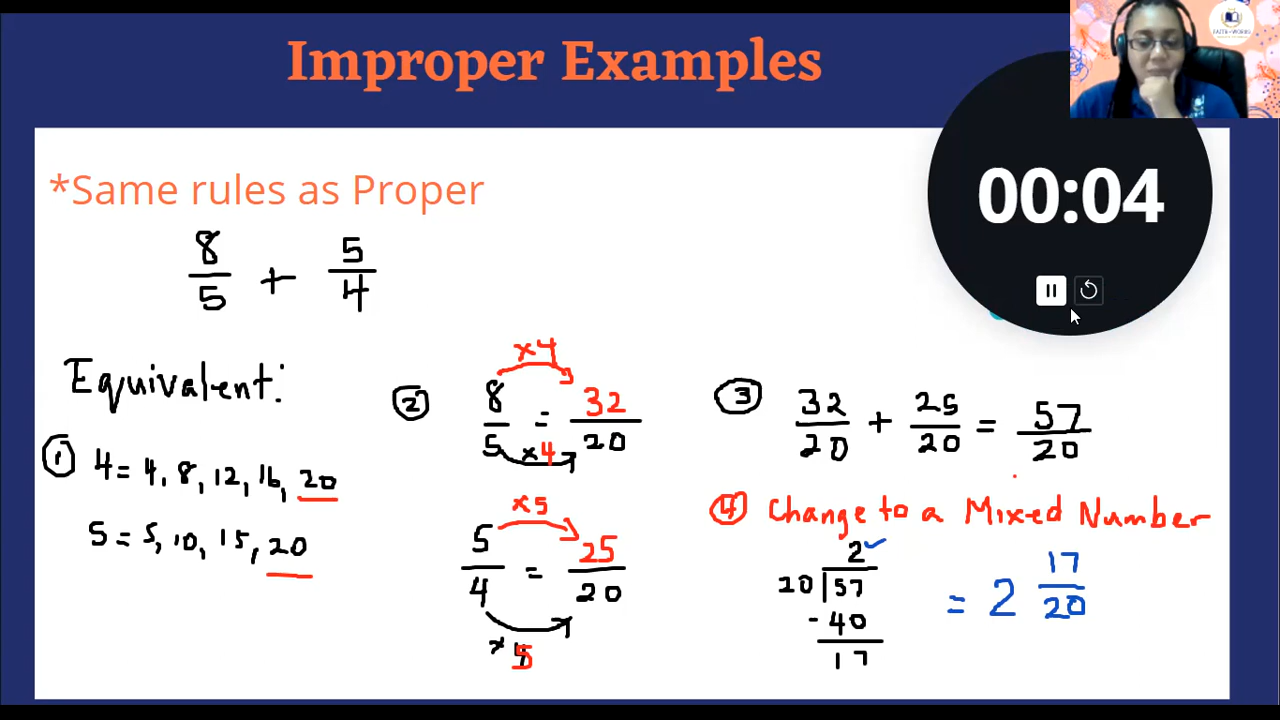 Improper Examples
FAITH + WORKS
00:04
*Same rules as Proper
8/5 + 5/4
Equivalent:
① 4 = 4, 8, 12, 16, 20
5 = 5, 10, 15, 20
② ×4
8/5 = 32/20
×4
×5
5/4 = 25/20
×5
③ 32/20 + 25/20 = 57/20
④ Change to a Mixed Number
2 ✓
20 | 57
- 40
17
= 2 17/20